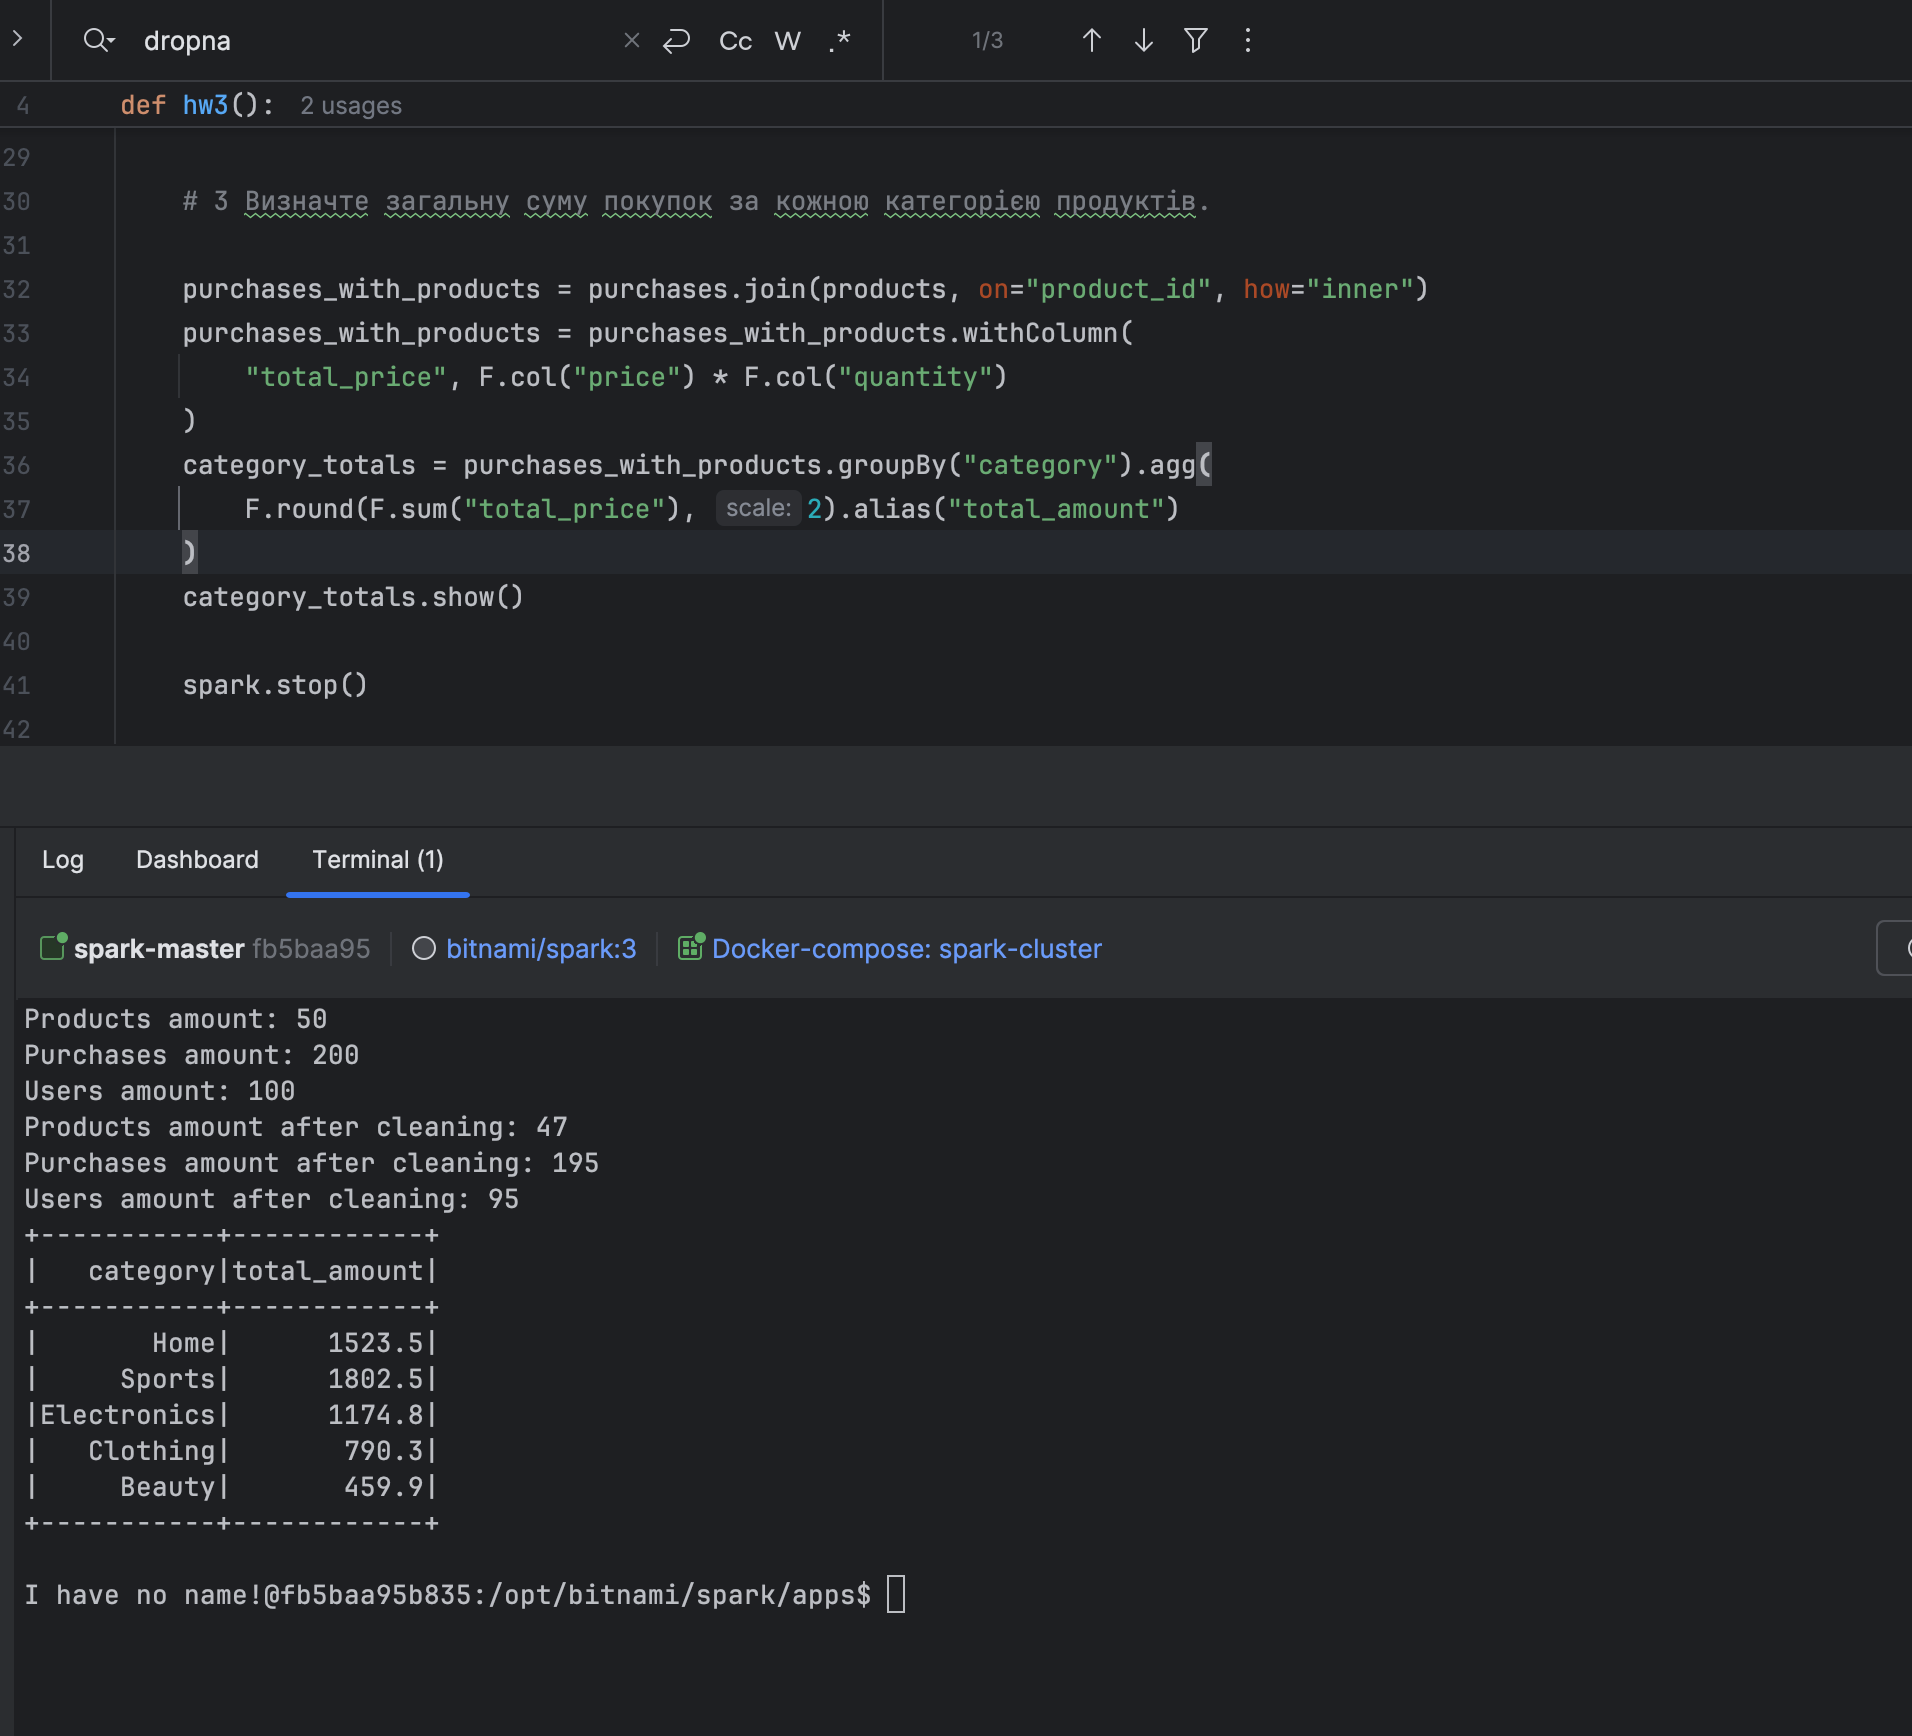 dropna × Cc W .* 1/3
4 def hw3(): 2 usages
29
30 # 3 Визначте загальну суму покупок за кожною категорією продуктів.
31
32 purchases_with_products = purchases.join(products, on="product_id", how="inner")
33 purchases_with_products = purchases_with_products.withColumn(
34 "total_price", F.col("price") * F.col("quantity")
35 )
36 category_totals = purchases_with_products.groupBy("category").agg(
37 F.round(F.sum("total_price"), scale: 2).alias("total_amount")
38 )
39 category_totals.show()
40
41 spark.stop()
42
Log Dashboard Terminal (1)
spark-master fb5baa95 bitnami/spark:3 Docker-compose: spark-cluster
Products amount: 50
Purchases amount: 200
Users amount: 100
Products amount after cleaning: 47
Purchases amount after cleaning: 195
Users amount after cleaning: 95
+-----------+------------+
|   category|total_amount|
+-----------+------------+
|       Home|      1523.5|
|     Sports|      1802.5|
|Electronics|      1174.8|
|   Clothing|       790.3|
|     Beauty|       459.9|
+-----------+------------+
I have no name!@fb5baa95b835:/opt/bitnami/spark/apps$